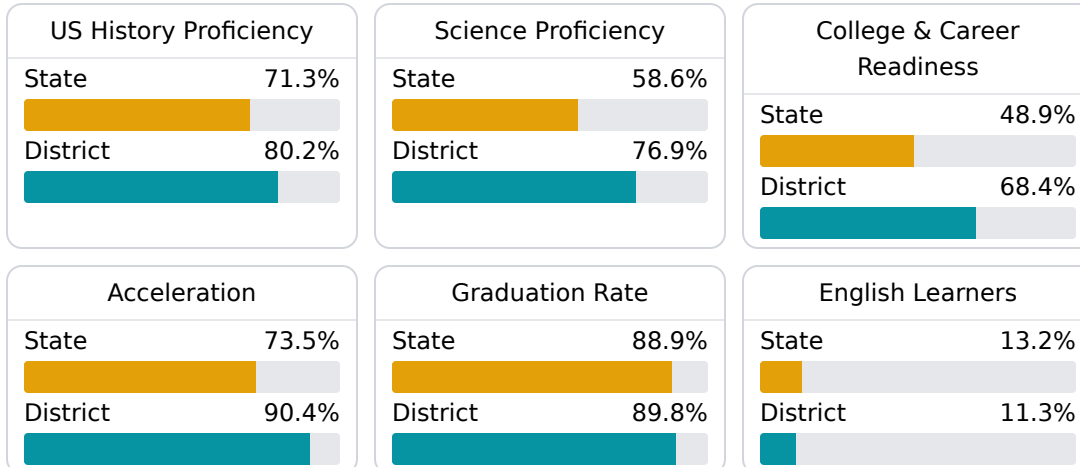 US History Proficiency
State 71.3%
District 80.2%
Science Proficiency
State 58.6%
District 76.9%
College & Career
Readiness
State 48.9%
District 68.4%
Acceleration
State 73.5%
District 90.4%
Graduation Rate
State 88.9%
District 89.8%
English Learners
State 13.2%
District 11.3%